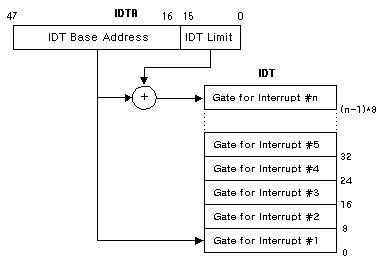 IDTR
47 16 15 0
IDT Base Address IDT Limit
IDT
+
Gate for Interrupt #n
(n-1)*8
Gate for Interrupt #5
32
Gate for Interrupt #4
24
Gate for Interrupt #3
16
Gate for Interrupt #2
8
Gate for Interrupt #1
0